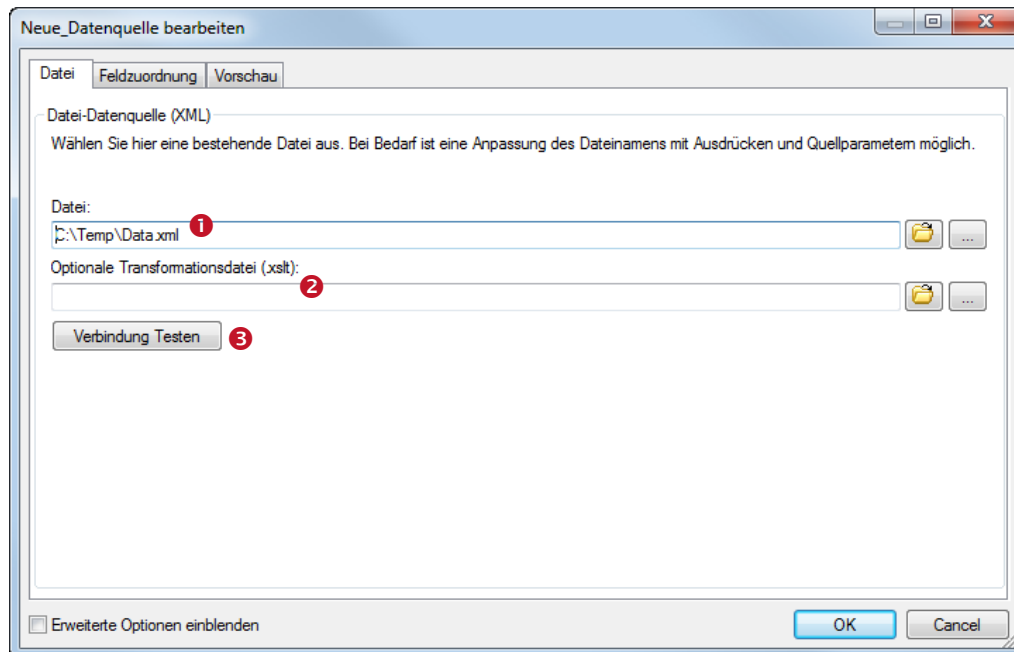 Neue_Datenquelle bearbeiten
Datei Feldzuordnung Vorschau
Datei-Datenquelle (XML)
Wählen Sie hier eine bestehende Datei aus. Bei Bedarf ist eine Anpassung des Dateinamens mit Ausdrücken und Quellparametern möglich.
Datei:
C:\Temp\Data.xml 1
...
Optionale Transformationsdatei (.xslt):
2
...
Verbindung Testen 3
Erweiterte Optionen einblenden
OK Cancel